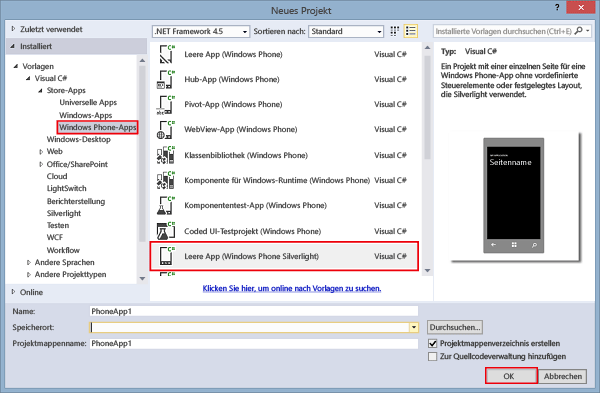 Neues Projekt
Zuletzt verwendet
Installiert
Vorlagen
Visual C#
Store-Apps
Universelle Apps
Windows-Apps
Windows Phone-Apps
Windows-Desktop
Web
Office/SharePoint
Cloud
LightSwitch
Berichterstellung
Silverlight
Testen
WCF
Workflow
Andere Sprachen
Andere Projekttypen
Online
.NET Framework 4.5 Sortieren nach: Standard
Leere App (Windows Phone) Visual C#
Hub-App (Windows Phone) Visual C#
Pivot-App (Windows Phone) Visual C#
WebView-App (Windows Phone) Visual C#
Klassenbibliothek (Windows Phone) Visual C#
Komponente für Windows-Runtime (Windows Phone) Visual C#
Komponententest-App (Windows Phone) Visual C#
Coded UI-Testprojekt (Windows Phone) Visual C#
Leere App (Windows Phone Silverlight) Visual C#
Klicken Sie hier, um online nach Vorlagen zu suchen.
Installierte Vorlagen durchsuchen (Ctrl+E)
Typ: Visual C#
Ein Projekt mit einer einzelnen Seite für eine
Windows Phone-App ohne vordefinierte
Steuerelemente oder festgelegtes Layout,
die Silverlight verwendet.
Seitenname
Name: PhoneApp1
Speicherort:
Durchsuchen...
Projektmappenname: PhoneApp1
Projektmappenverzeichnis erstellen
Zur Quellcodeverwaltung hinzufügen
OK Abbrechen